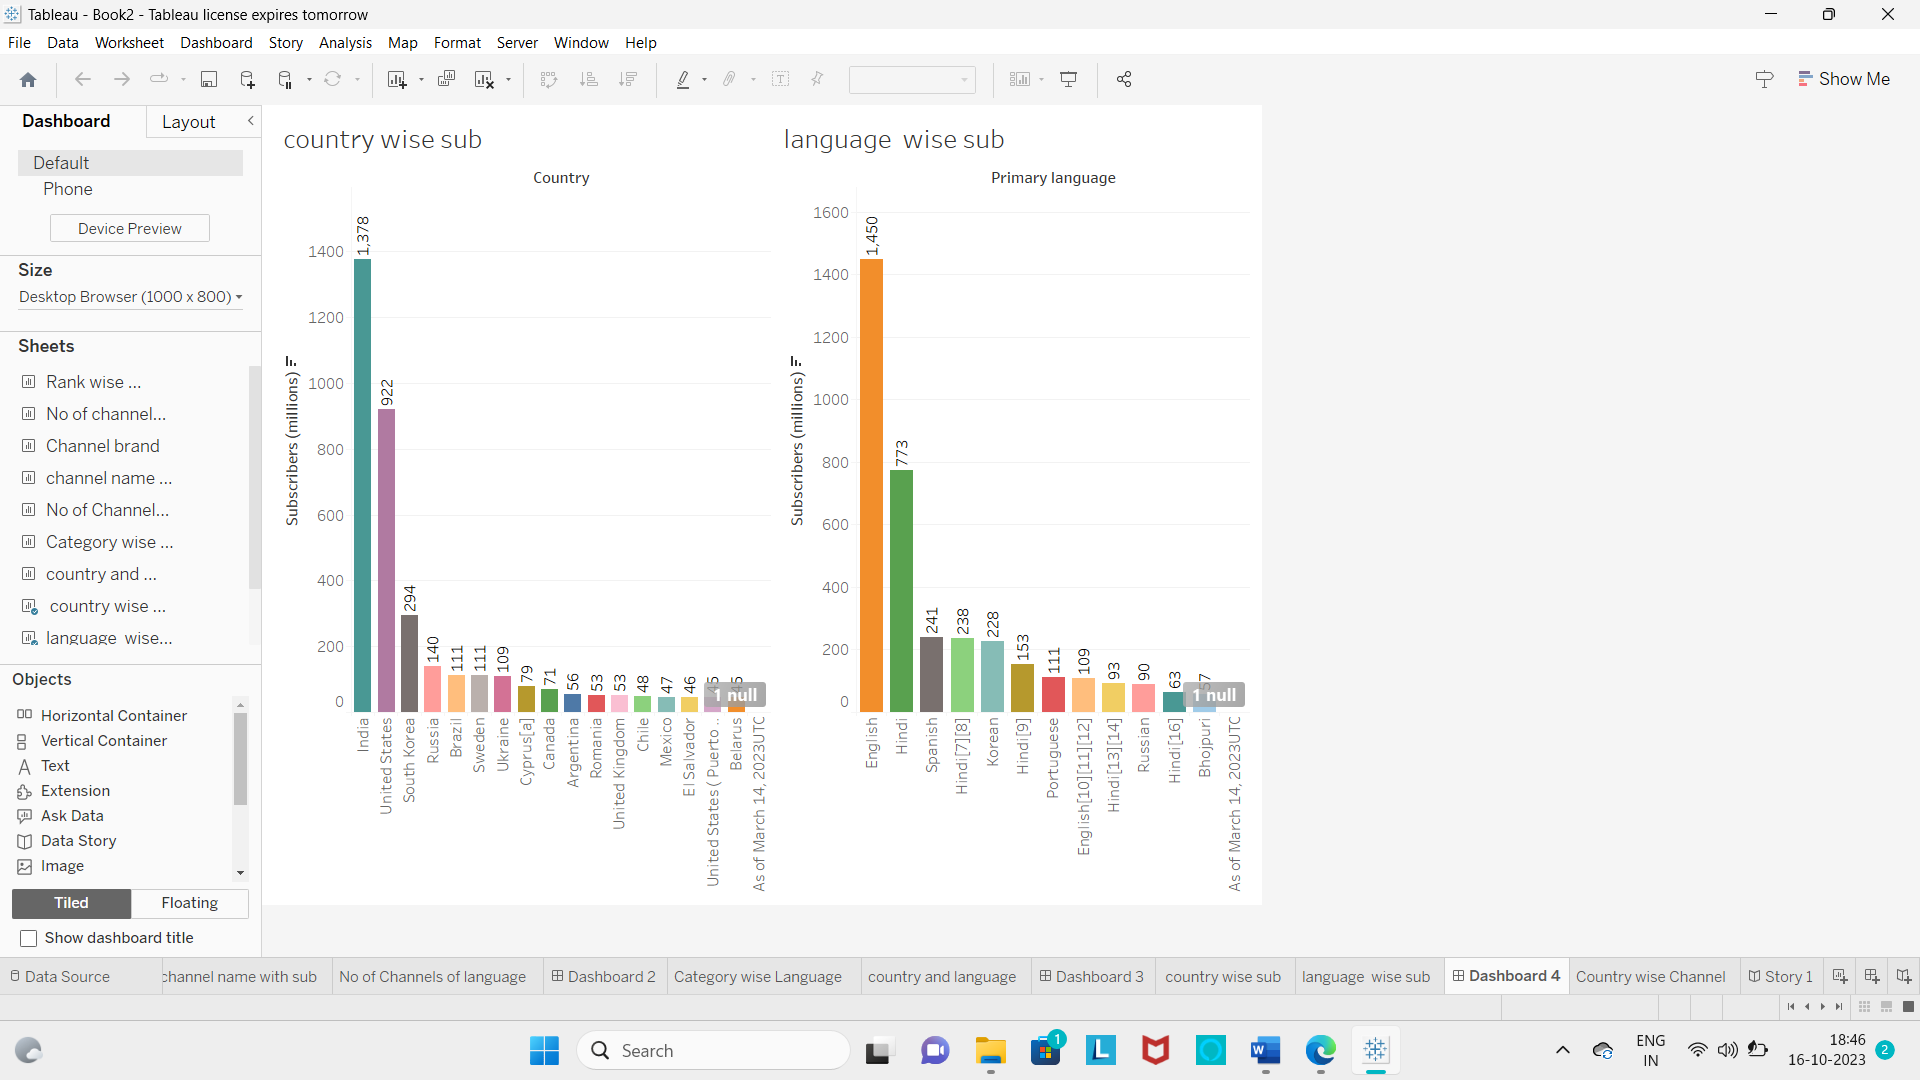 Tableau - Book2 - Tableau license expires tomorrow
File Data Worksheet Dashboard Story Analysis Map Format Server Window Help
Show Me
Dashboard Layout
Default
Phone
Device Preview
Size
Desktop Browser (1000 x 800)
Sheets
Rank wise ...
No of channel...
Channel brand
channel name ...
No of Channel...
Category wise ...
country and ...
country wise ...
language wise...
Objects
Horizontal Container
Vertical Container
Text
Extension
Ask Data
Data Story
Image
Tiled Floating
Show dashboard title
country wise sub
Country
Subscribers (millions)
1400
1200
1000
800
600
400
200
0
1,378
922
294
140
111
111
109
79
71
56
53
53
48
47
46
1 null
India
United States
South Korea
Russia
Brazil
Sweden
Ukraine
Cyprus[a]
Canada
Argentina
Romania
United Kingdom
Chile
Mexico
El Salvador
United States ( Puerto ..
Belarus
As of March 14, 2023UTC
language wise sub
Primary language
Subscribers (millions)
1600
1400
1200
1000
800
600
400
200
0
1,450
773
241
238
228
153
111
109
93
90
63
1 null
English
Hindi
Spanish
Hindi[7][8]
Korean
Hindi[9]
Portuguese
English[10][11][12]
Hindi[13][14]
Russian
Hindi[16]
Bhojpuri
As of March 14, 2023UTC
Data Source channel name with sub No of Channels of language Dashboard 2 Category wise Language country and language Dashboard 3 country wise sub language wise sub Dashboard 4 Country wise Channel Story 1
Search
1
L
W
ENG
IN
18:46
16-10-2023
2